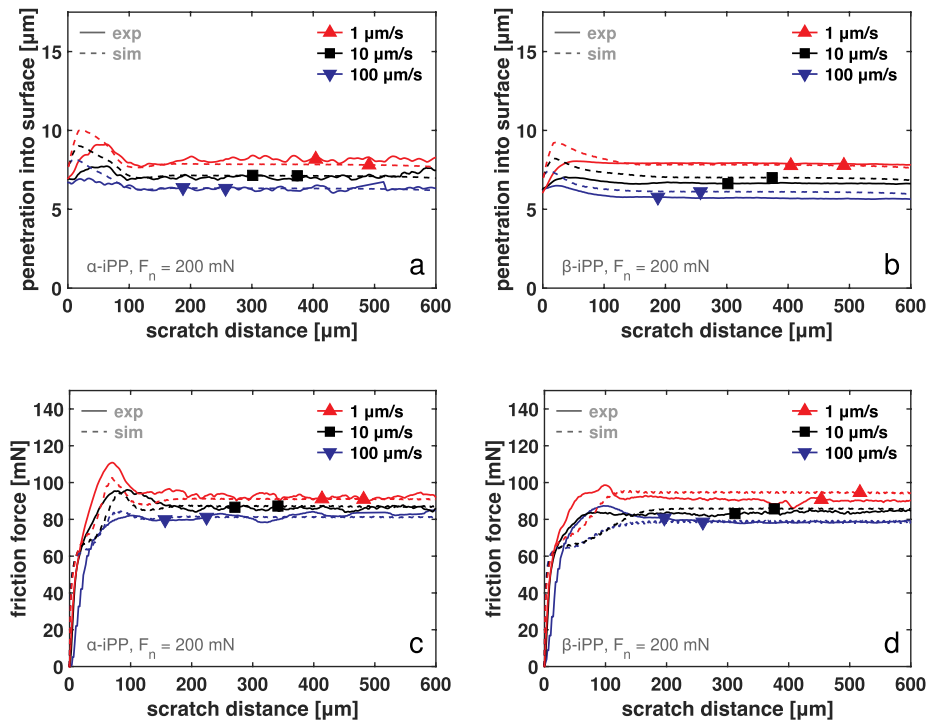 penetration into surface [µm]
15
10
5
0
exp
sim
1 µm/s
10 µm/s
100 µm/s
α-iPP, Fn = 200 mN
a
0 100 200 300 400 500 600
scratch distance [µm]
penetration into surface [µm]
15
10
5
0
exp
sim
1 µm/s
10 µm/s
100 µm/s
β-iPP, Fn = 200 mN
b
0 100 200 300 400 500 600
scratch distance [µm]
friction force [mN]
140
120
100
80
60
40
20
0
exp
sim
1 µm/s
10 µm/s
100 µm/s
α-iPP, Fn = 200 mN
c
0 100 200 300 400 500 600
scratch distance [µm]
friction force [mN]
140
120
100
80
60
40
20
0
exp
sim
1 µm/s
10 µm/s
100 µm/s
β-iPP, Fn = 200 mN
d
0 100 200 300 400 500 600
scratch distance [µm]